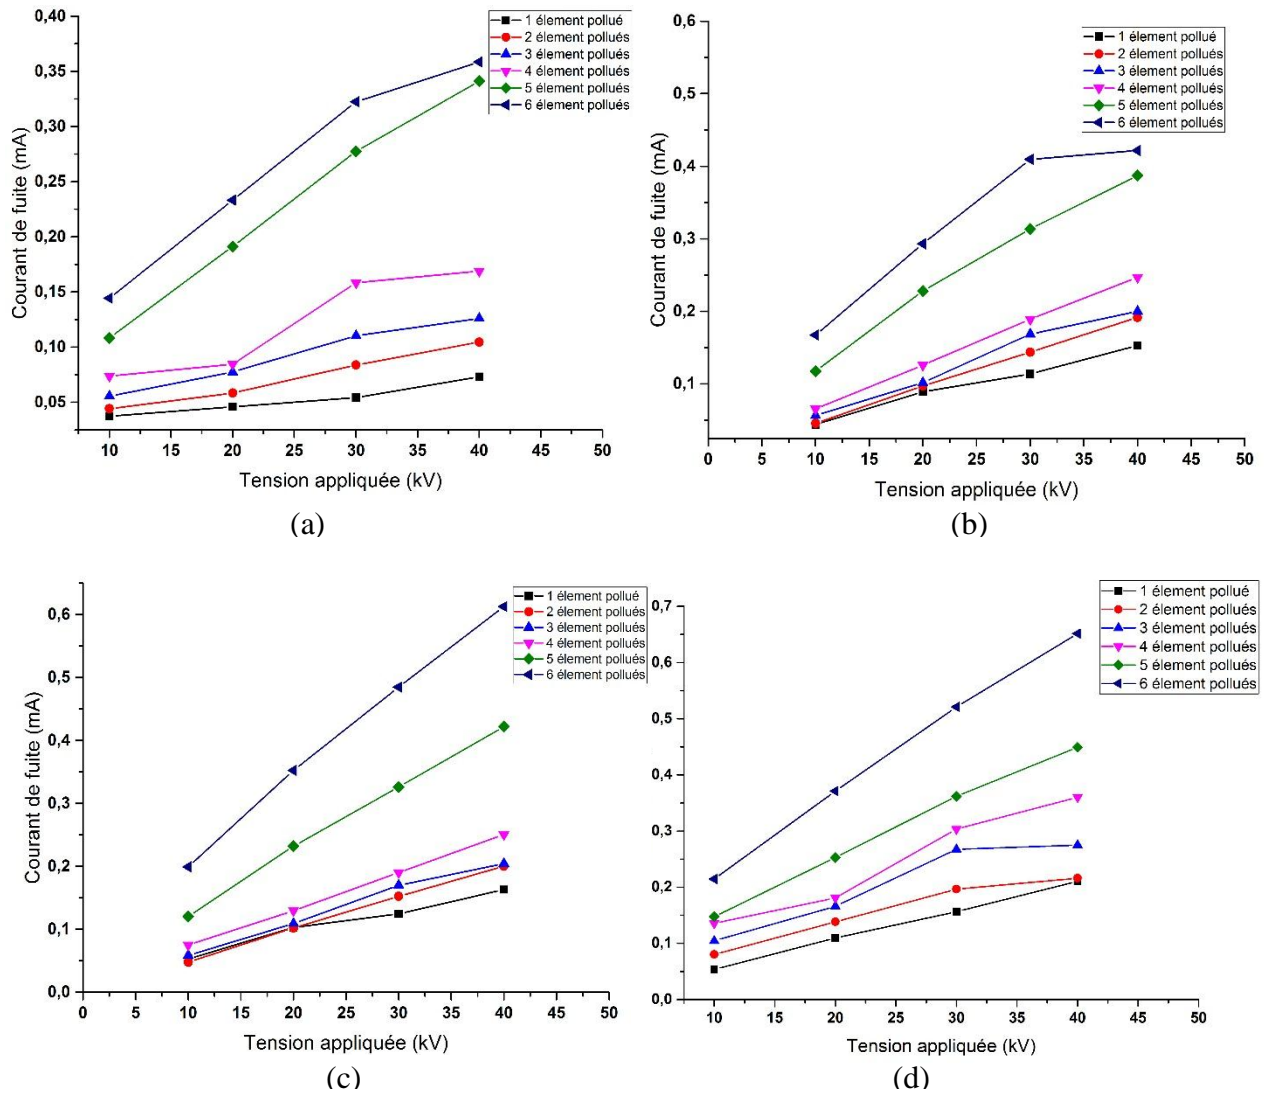 0,40
0,35
0,30
0,25
0,20
0,15
0,10
0,05
Courant de fuite (mA)
1 élement pollué
2 élement pollués
3 élement pollués
4 élement pollués
5 élement pollués
6 élement pollués
10 15 20 25 30 35 40 45 50
Tension appliquée (kV)
(a)
0,6
0,5
0,4
0,3
0,2
0,1
Courant de fuite (mA)
1 élement pollué
2 élement pollués
3 élement pollués
4 élement pollués
5 élement pollués
6 élement pollués
0 5 10 15 20 25 30 35 40 45 50
Tension appliquée (kV)
(b)
0,6
0,5
0,4
0,3
0,2
0,1
0,0
Courant de fuite (mA)
1 élement pollué
2 élement pollués
3 élement pollués
4 élement pollués
5 élement pollués
6 élement pollués
0 5 10 15 20 25 30 35 40 45 50
Tension appliquée (kV)
(c)
0,7
0,6
0,5
0,4
0,3
0,2
0,1
0,0
Courant de fuite (mA)
1 élement pollué
2 élement pollués
3 élement pollués
4 élement pollués
5 élement pollués
6 élement pollués
10 15 20 25 30 35 40 45 50
Tension appliquée (kV)
(d)